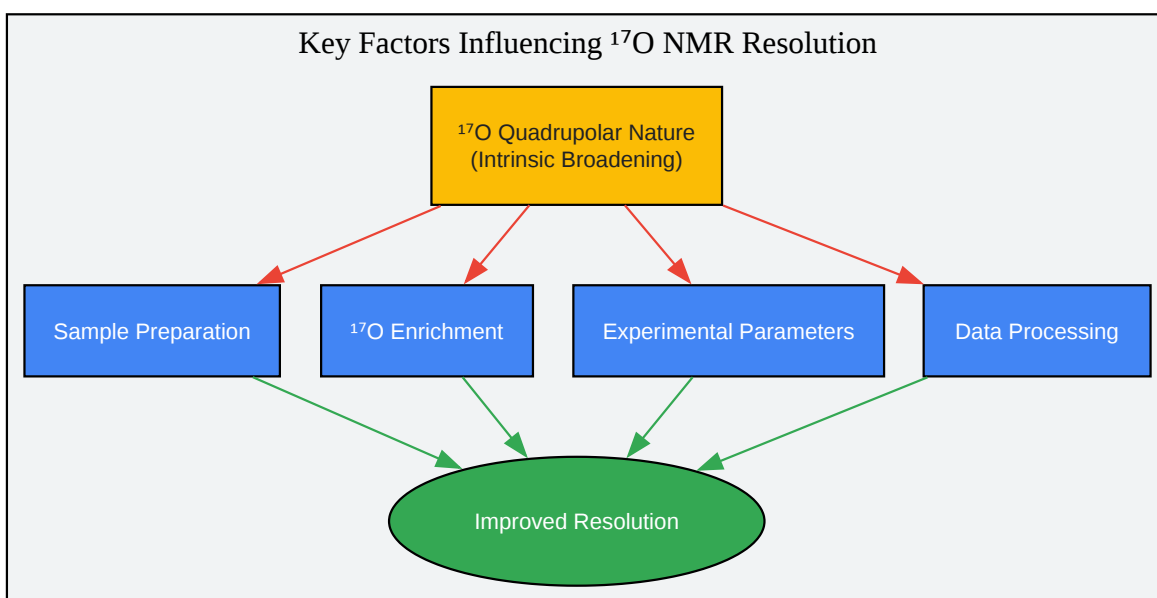 Key Factors Influencing ¹⁷O NMR Resolution
¹⁷O Quadrupolar Nature
(Intrinsic Broadening)
Sample Preparation
¹⁷O Enrichment
Experimental Parameters
Data Processing
Improved Resolution